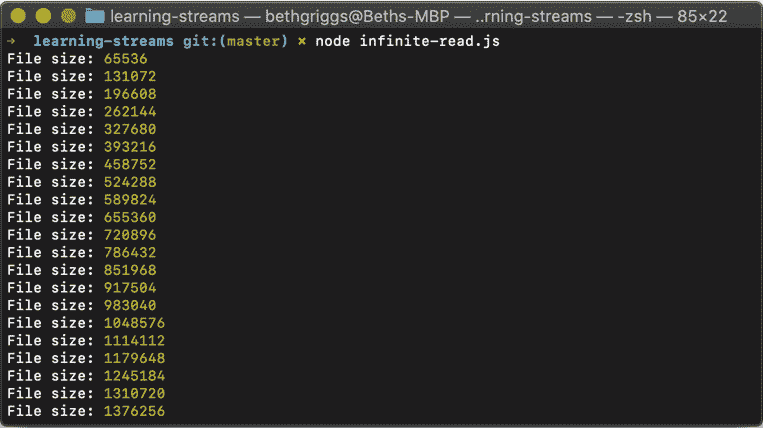 learning-streams — bethgriggs@Beths-MBP — ..rning-streams — -zsh — 85×22
➜ learning-streams git:(master) ✗ node infinite-read.js
File size: 65536
File size: 131072
File size: 196608
File size: 262144
File size: 327680
File size: 393216
File size: 458752
File size: 524288
File size: 589824
File size: 655360
File size: 720896
File size: 786432
File size: 851968
File size: 917504
File size: 983040
File size: 1048576
File size: 1114112
File size: 1179648
File size: 1245184
File size: 1310720
File size: 1376256